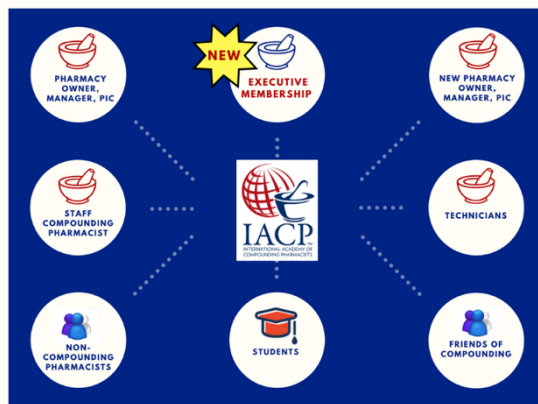 NEW
PHARMACY
OWNER,
MANAGER, PIC
EXECUTIVE
MEMBERSHIP
NEW PHARMACY
OWNER,
MANAGER, PIC
STAFF
COMPOUNDING
PHARMACIST
IACP
INTERNATIONAL ACADEMY OF
COMPOUNDING PHARMACISTS
TECHNICIANS
NON-
COMPOUNDING
PHARMACISTS
STUDENTS
FRIENDS OF
COMPOUNDING